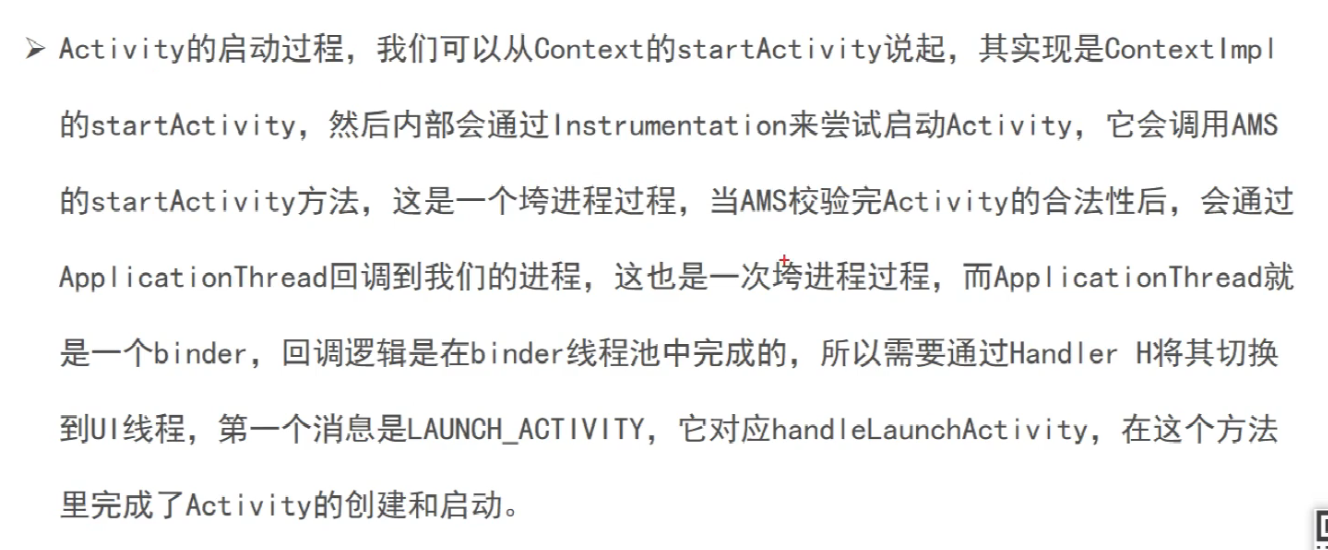 ➢ Activity的启动过程，我们可以从Context的startActivity说起，其实现是ContextImpl
的startActivity，然后内部会通过Instrumentation来尝试启动Activity，它会调用AMS
的startActivity方法，这是一个垮进程过程，当AMS校验完Activity的合法性后，会通过
ApplicationThread回调到我们的进程，这也是一次垮进程过程，而ApplicationThread就
是一个binder，回调逻辑是在binder线程池中完成的，所以需要通过Handler H将其切换
到UI线程，第一个消息是LAUNCH_ACTIVITY，它对应handleLaunchActivity，在这个方法
里完成了Activity的创建和启动。